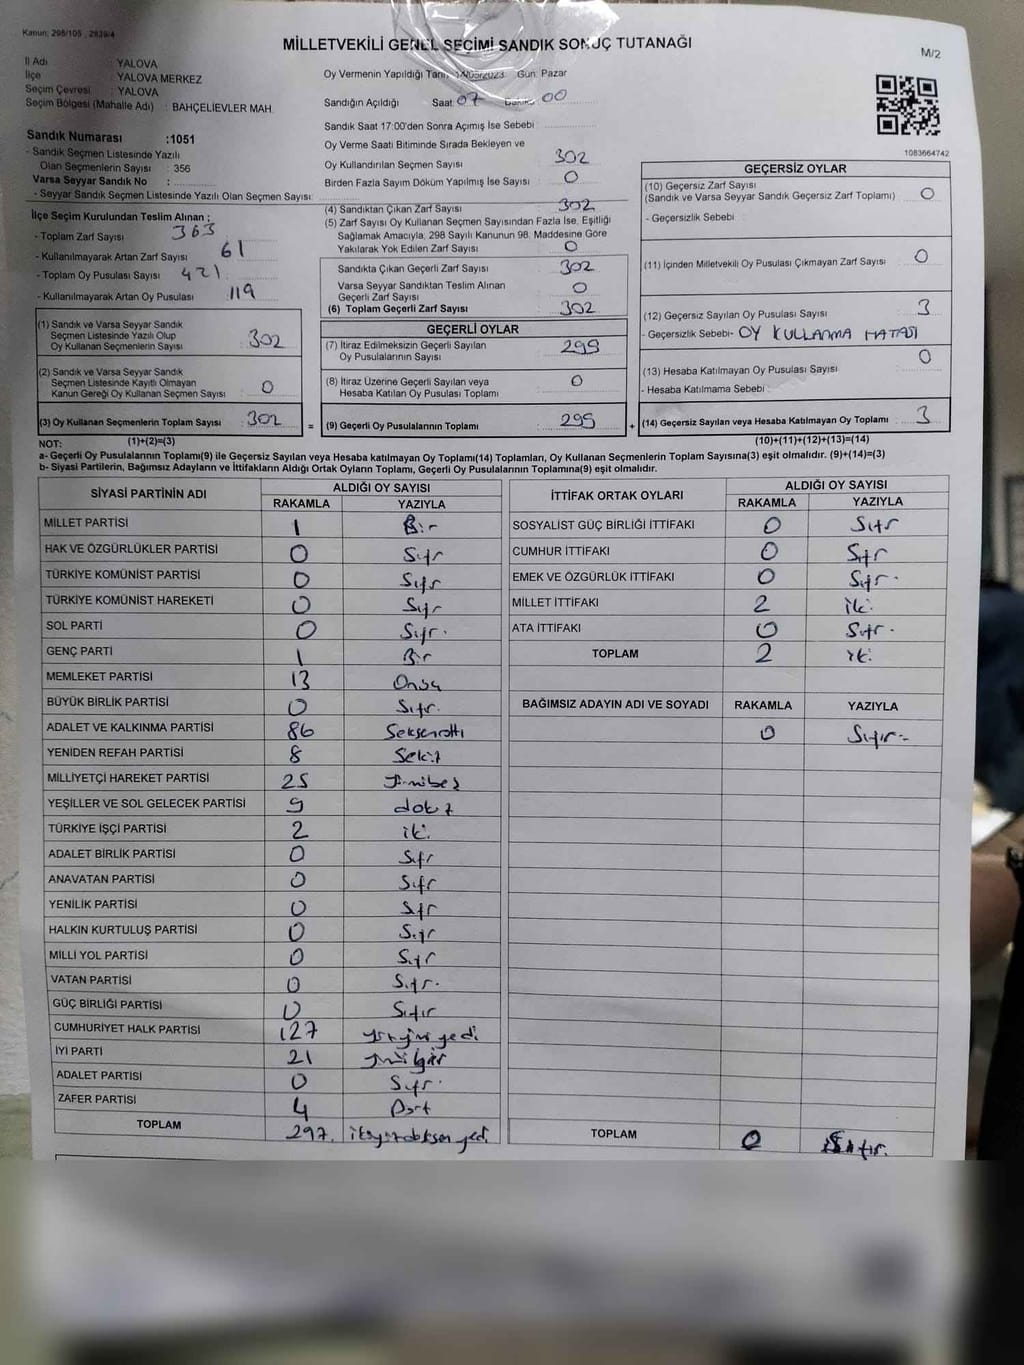 Kanun: 298/105 , 2839/4
MİLLETVEKİLİ GENEL SEÇİMİ SANDIK SONUÇ TUTANAĞI
M/2
İl Adı : YALOVA
İlçe : YALOVA MERKEZ
Seçim Çevresi : YALOVA
Seçim Bölgesi (Mahalle Adı) : BAHÇELİEVLER MAH.
Sandık Numarası :1051
- Sandık Seçmen Listesinde Yazılı
Olan Seçmenlerin Sayısı : 356
Varsa Seyyar Sandık No :
- Seyyar Sandık Seçmen Listesinde Yazılı Olan Seçmen Sayısı:
İlçe Seçim Kurulundan Teslim Alınan ;
- Toplam Zarf Sayısı 363
- Kullanılmayarak Artan Zarf Sayısı : 61
- Toplam Oy Pusulası Sayısı : 421
- Kullanılmayarak Artan Oy Pusulası : 119
(1) Sandık ve Varsa Seyyar Sandık
Seçmen Listesinde Yazılı Olup
Oy Kullanan Seçmenlerin Sayısı : 302
(2) Sandık ve Varsa Seyyar Sandık
Seçmen Listesinde Kayıtlı Olmayan
Kanun Gereği Oy Kullanan Seçmen Sayısı : 0
(3) Oy Kullanan Seçmenlerin Toplam Sayısı : 302 =
Oy Vermenin Yapıldığı Tarih 14/05/2023 Gün: Pazar
Sandığın Açıldığı Saat 07 Dakika 00
Sandık Saat 17:00'den Sonra Açımış İse Sebebi :
Oy Verme Saati Bitiminde Sırada Bekleyen ve
Oy Kullandırılan Seçmen Sayısı : 302
Birden Fazla Sayım Döküm Yapılmış İse Sayısı : 0
(4) Sandıktan Çıkan Zarf Sayısı : 302
(5) Zarf Sayısı Oy Kullanan Seçmen Sayısından Fazla İse, Eşitliği
Sağlamak Amacıyla, 298 Sayılı Kanunun 98. Maddesine Göre
Yakılarak Yok Edilen Zarf Sayısı : 0
Sandıkta Çıkan Geçerli Zarf Sayısı : 302
Varsa Seyyar Sandıktan Teslim Alınan
Geçerli Zarf Sayısı : 0
(6) Toplam Geçerli Zarf Sayısı : 302
GEÇERLİ OYLAR
(7) İtiraz Edilmeksizin Geçerli Sayılan
Oy Pusulalarının Sayısı : 299
(8) İtiraz Üzerine Geçerli Sayılan veya
Hesaba Katılan Oy Pusulası Toplamı : 0
(9) Geçerli Oy Pusulalarının Toplamı : 299 +
1083664742
GEÇERSİZ OYLAR
(10) Geçersiz Zarf Sayısı
(Sandık ve Varsa Seyyar Sandık Geçersiz Zarf Toplamı) : 0
- Geçersizlik Sebebi :
(11) İçinden Milletvekili Oy Pusulası Çıkmayan Zarf Sayısı : 0
(12) Geçersiz Sayılan Oy Pusulası Sayısı : 3
- Geçersizlik Sebebi- OY KULLANMA HATASI
(13) Hesaba Katılmayan Oy Pusulası Sayısı : 0
- Hesaba Katılmama Sebebi :
(14) Geçersiz Sayılan veya Hesaba Katılmayan Oy Toplamı : 3
NOT: (1)+(2)=(3) (10)+(11)+(12)+(13)=(14)
a- Geçerli Oy Pusulalarının Toplamı(9) ile Geçersiz Sayılan veya Hesaba katılmayan Oy Toplamı(14) Toplamları, Oy Kullanan Seçmenlerin Toplam Sayısına(3) eşit olmalıdır. (9)+(14)=(3)
b- Siyasi Partilerin, Bağımsız Adayların ve İttifakların Aldığı Ortak Oyların Toplamı, Geçerli Oy Pusulalarının Toplamına(9) eşit olmalıdır.
SİYASİ PARTİNİN ADI ALDIĞI OY SAYISI
RAKAMLA YAZIYLA
MİLLET PARTİSİ 1 Bir
HAK VE ÖZGÜRLÜKLER PARTİSİ 0 Sıfır
TÜRKİYE KOMÜNİST PARTİSİ 0 Sıfır
TÜRKİYE KOMÜNİST HAREKETİ 0 Sıfır
SOL PARTİ 0 Sıfır.
GENÇ PARTİ 1 Bir
MEMLEKET PARTİSİ 13 Onüç
BÜYÜK BİRLİK PARTİSİ 0 Sıfır.
ADALET VE KALKINMA PARTİSİ 86 Seksenaltı
YENİDEN REFAH PARTİSİ 8 Sekiz
MİLLİYETÇİ HAREKET PARTİSİ 25 Yirmibeş
YEŞİLLER VE SOL GELECEK PARTİSİ 9 dokuz
TÜRKİYE İŞÇİ PARTİSİ 2 iki.
ADALET BİRLİK PARTİSİ 0 Sıfır
ANAVATAN PARTİSİ 0 Sıfır
YENİLİK PARTİSİ 0 Sıfır
HALKIN KURTULUŞ PARTİSİ 0 Sıfır
MİLLİ YOL PARTİSİ 0 Sıfır
VATAN PARTİSİ 0 Sıfır.
GÜÇ BİRLİĞİ PARTİSİ 0 Sıfır
CUMHURİYET HALK PARTİSİ 127 yüzyirmiyedi
İYİ PARTİ 21 yirmibir
ADALET PARTİSİ 0 Sıfır.
ZAFER PARTİSİ 4 Dört
TOPLAM 297. ikiyüzdoksanyedi
İTTİFAK ORTAK OYLARI ALDIĞI OY SAYISI
RAKAMLA YAZIYLA
SOSYALİST GÜÇ BİRLİĞİ İTTİFAKI 0 Sıfır
CUMHUR İTTİFAKI 0 Sıfır
EMEK VE ÖZGÜRLÜK İTTİFAKI 0 Sıfır.
MİLLET İTTİFAKI 2 iki.
ATA İTTİFAKI 0 Sıfır.
TOPLAM 2 iki.
BAĞIMSIZ ADAYIN ADI VE SOYADI RAKAMLA YAZIYLA
0 Sıfır-
TOPLAM 0 Sıfır.